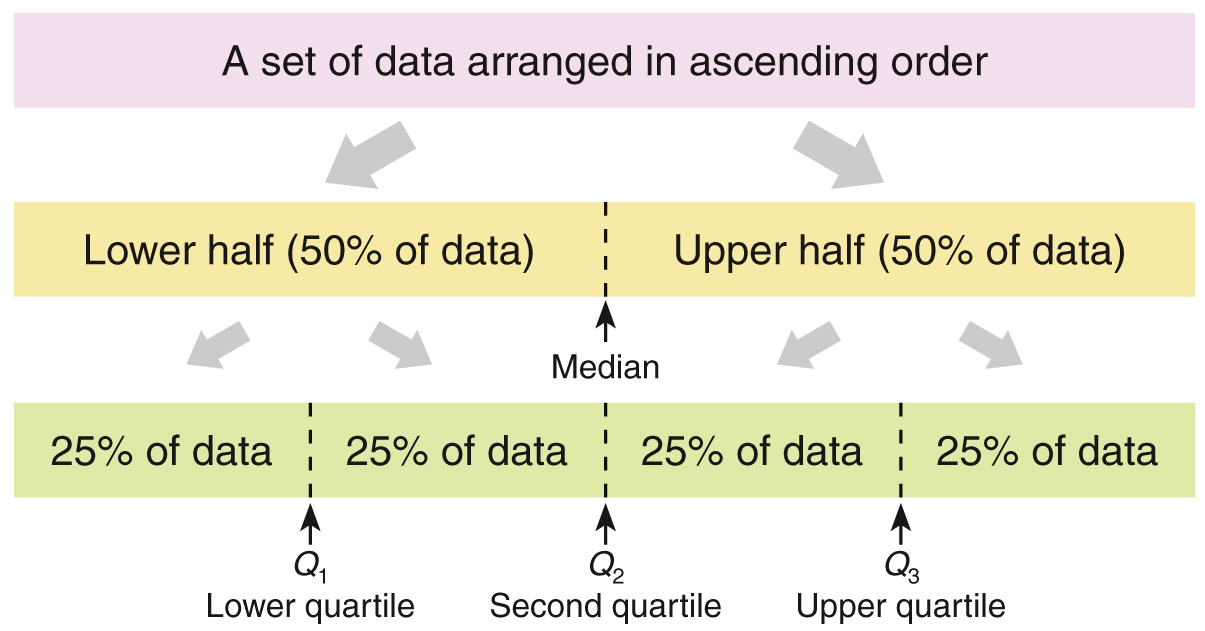 A set of data arranged in ascending order
Lower half (50% of data)
Upper half (50% of data)
Median
25% of data
25% of data
25% of data
25% of data
Q₁
Lower quartile
Q₂
Second quartile
Q₃
Upper quartile